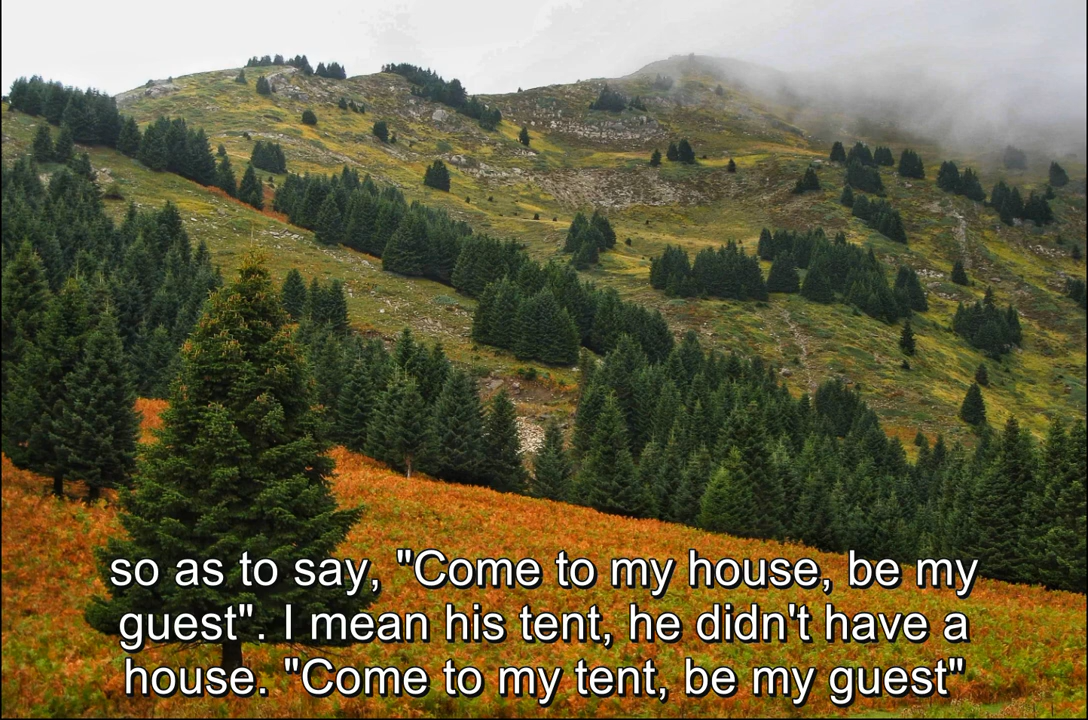 so as to say, "Come to my house, be my
guest". I mean his tent, he didn't have a
house. "Come to my tent, be my guest"